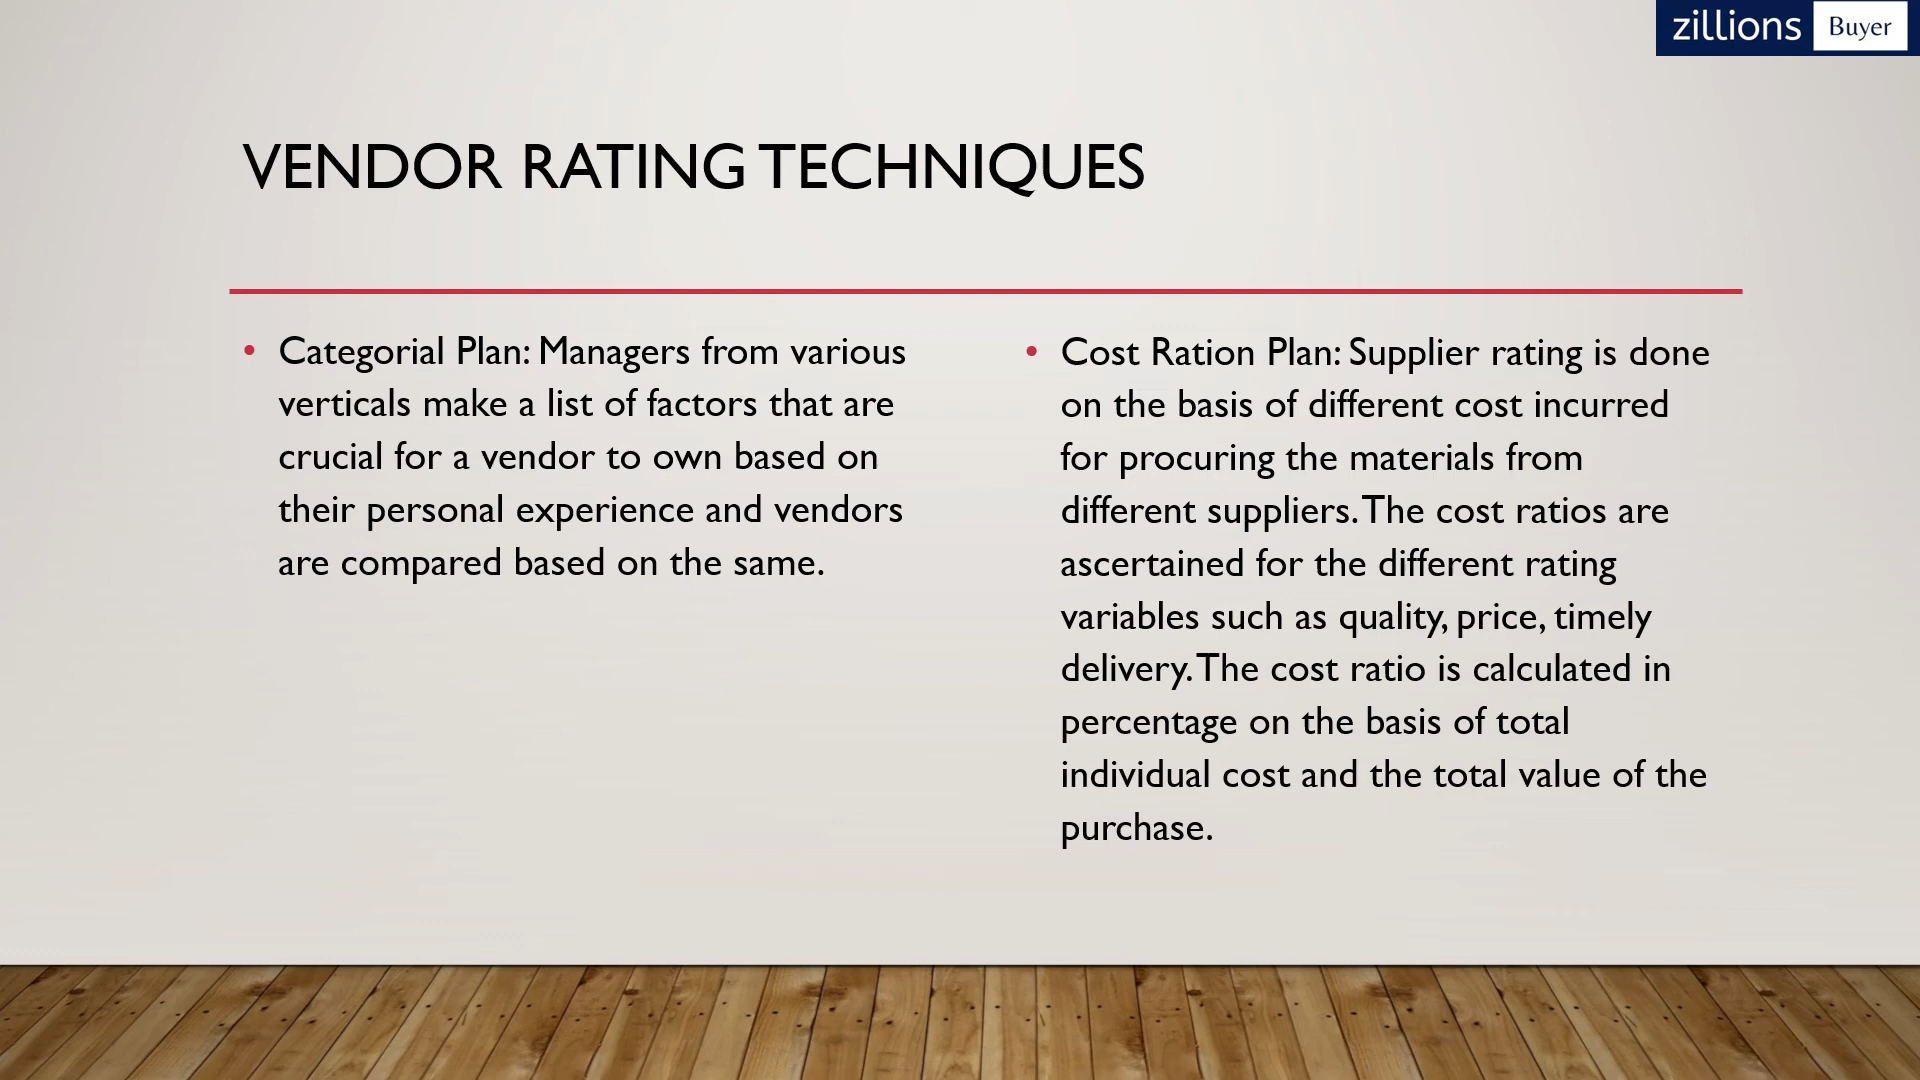 zillions Buyer
VENDOR RATING TECHNIQUES
• Categorial Plan: Managers from various
verticals make a list of factors that are
crucial for a vendor to own based on
their personal experience and vendors
are compared based on the same.
• Cost Ration Plan: Supplier rating is done
on the basis of different cost incurred
for procuring the materials from
different suppliers. The cost ratios are
ascertained for the different rating
variables such as quality, price, timely
delivery. The cost ratio is calculated in
percentage on the basis of total
individual cost and the total value of the
purchase.